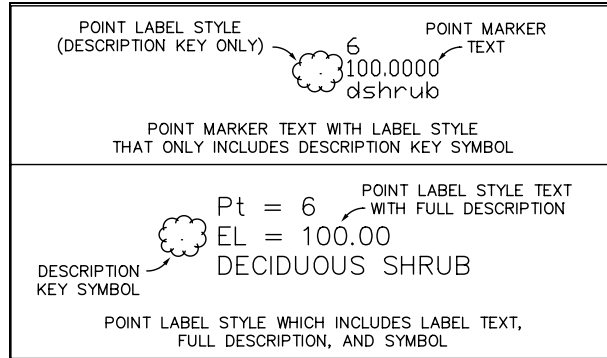 POINT LABEL STYLE
(DESCRIPTION KEY ONLY)
6
100.0000
dshrub
POINT MARKER
TEXT
POINT MARKER TEXT WITH LABEL STYLE
THAT ONLY INCLUDES DESCRIPTION KEY SYMBOL
Pt = 6
EL = 100.00
DECIDUOUS SHRUB
POINT LABEL STYLE TEXT
WITH FULL DESCRIPTION
DESCRIPTION
KEY SYMBOL
POINT LABEL STYLE WHICH INCLUDES LABEL TEXT,
FULL DESCRIPTION, AND SYMBOL